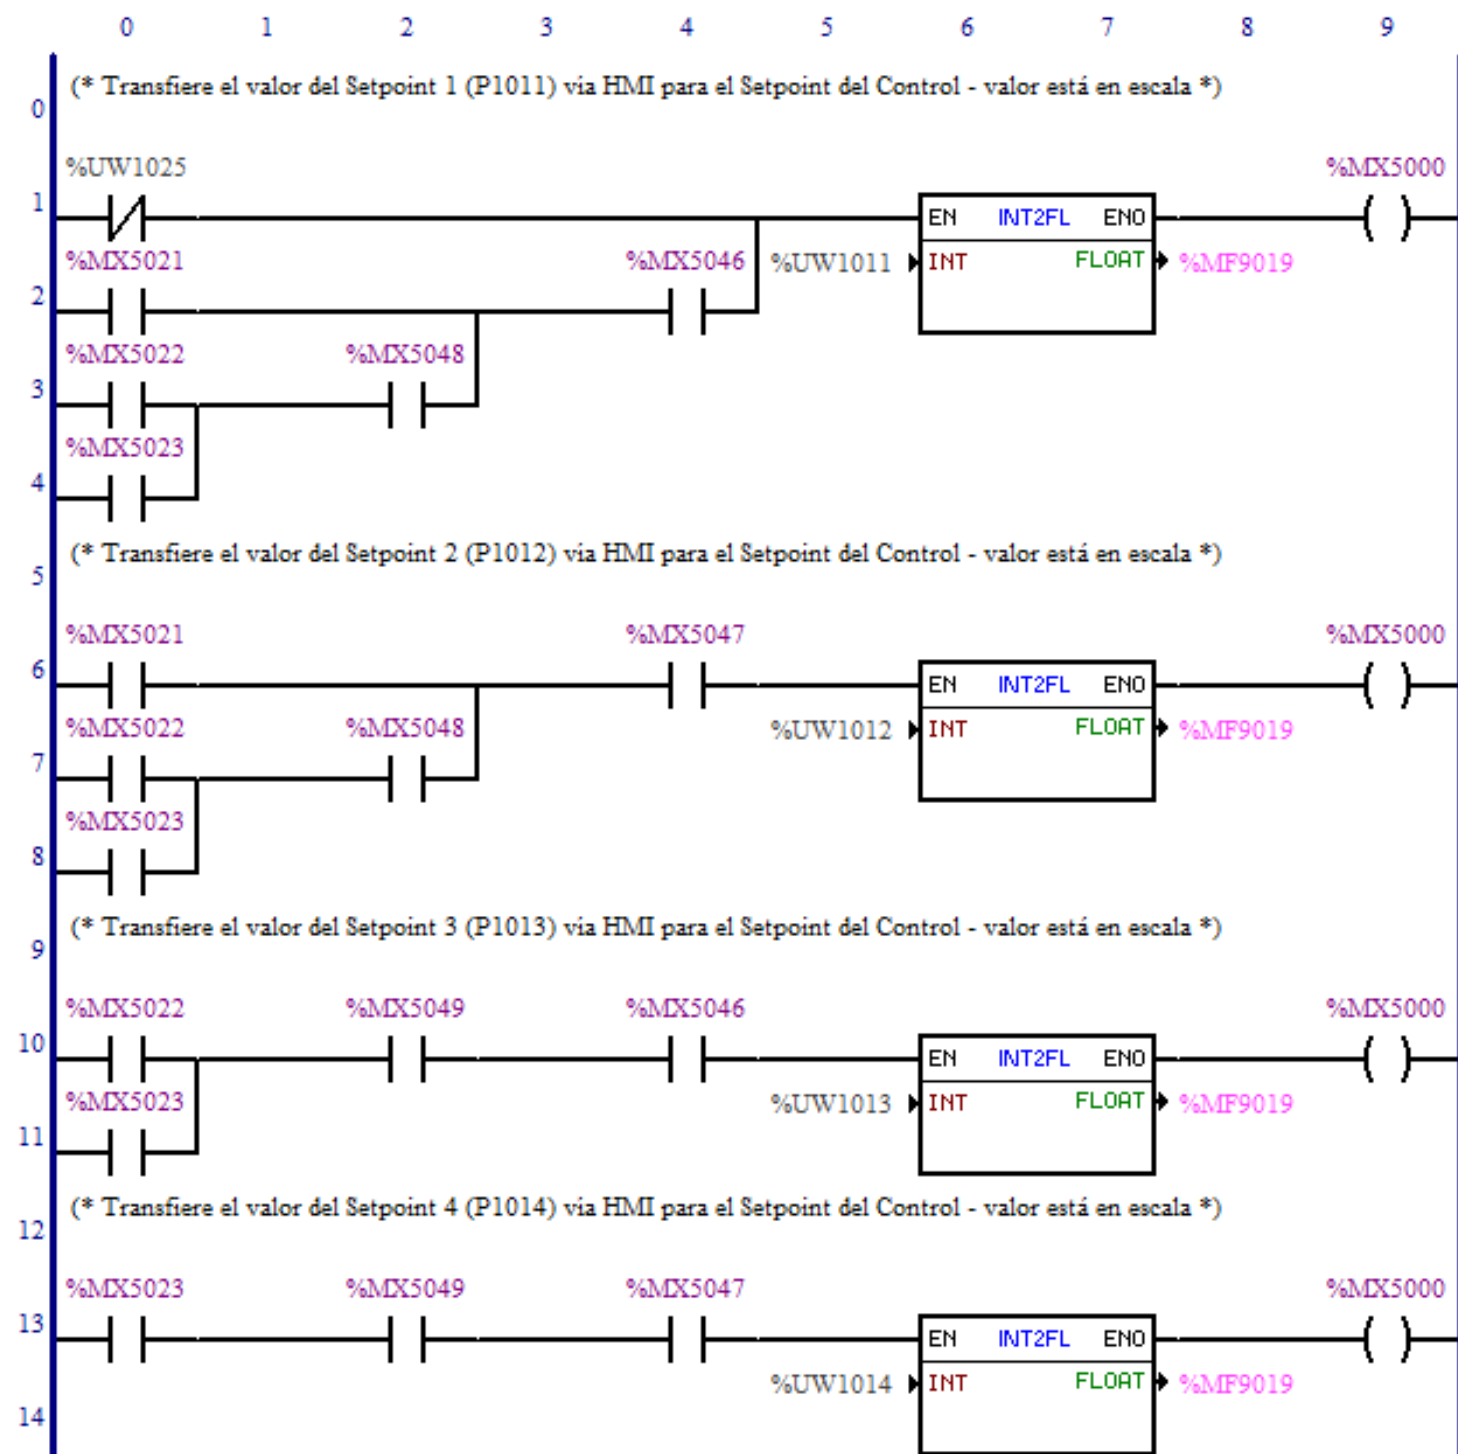 0 1 2 3 4 5 6 7 8 9
(* Transfiere el valor del Setpoint 1 (P1011) via HMI para el Setpoint del Control - valor está en escala *)
0
%UW1025 %MX5000
1 EN INT2FL ENO
%MX5021 %MX5046 %UW1011 INT FLOAT %MF9019
2
%MX5022 %MX5048
3
%MX5023
4
(* Transfiere el valor del Setpoint 2 (P1012) via HMI para el Setpoint del Control - valor está en escala *)
5
%MX5021 %MX5047 %MX5000
6 EN INT2FL ENO
%MX5022 %MX5048 %UW1012 INT FLOAT %MF9019
7
%MX5023
8
(* Transfiere el valor del Setpoint 3 (P1013) via HMI para el Setpoint del Control - valor está en escala *)
9
%MX5022 %MX5049 %MX5046 %MX5000
10 EN INT2FL ENO
%MX5023 %UW1013 INT FLOAT %MF9019
11
(* Transfiere el valor del Setpoint 4 (P1014) via HMI para el Setpoint del Control - valor está en escala *)
12
%MX5023 %MX5049 %MX5047 %MX5000
13 EN INT2FL ENO
%UW1014 INT FLOAT %MF9019
14